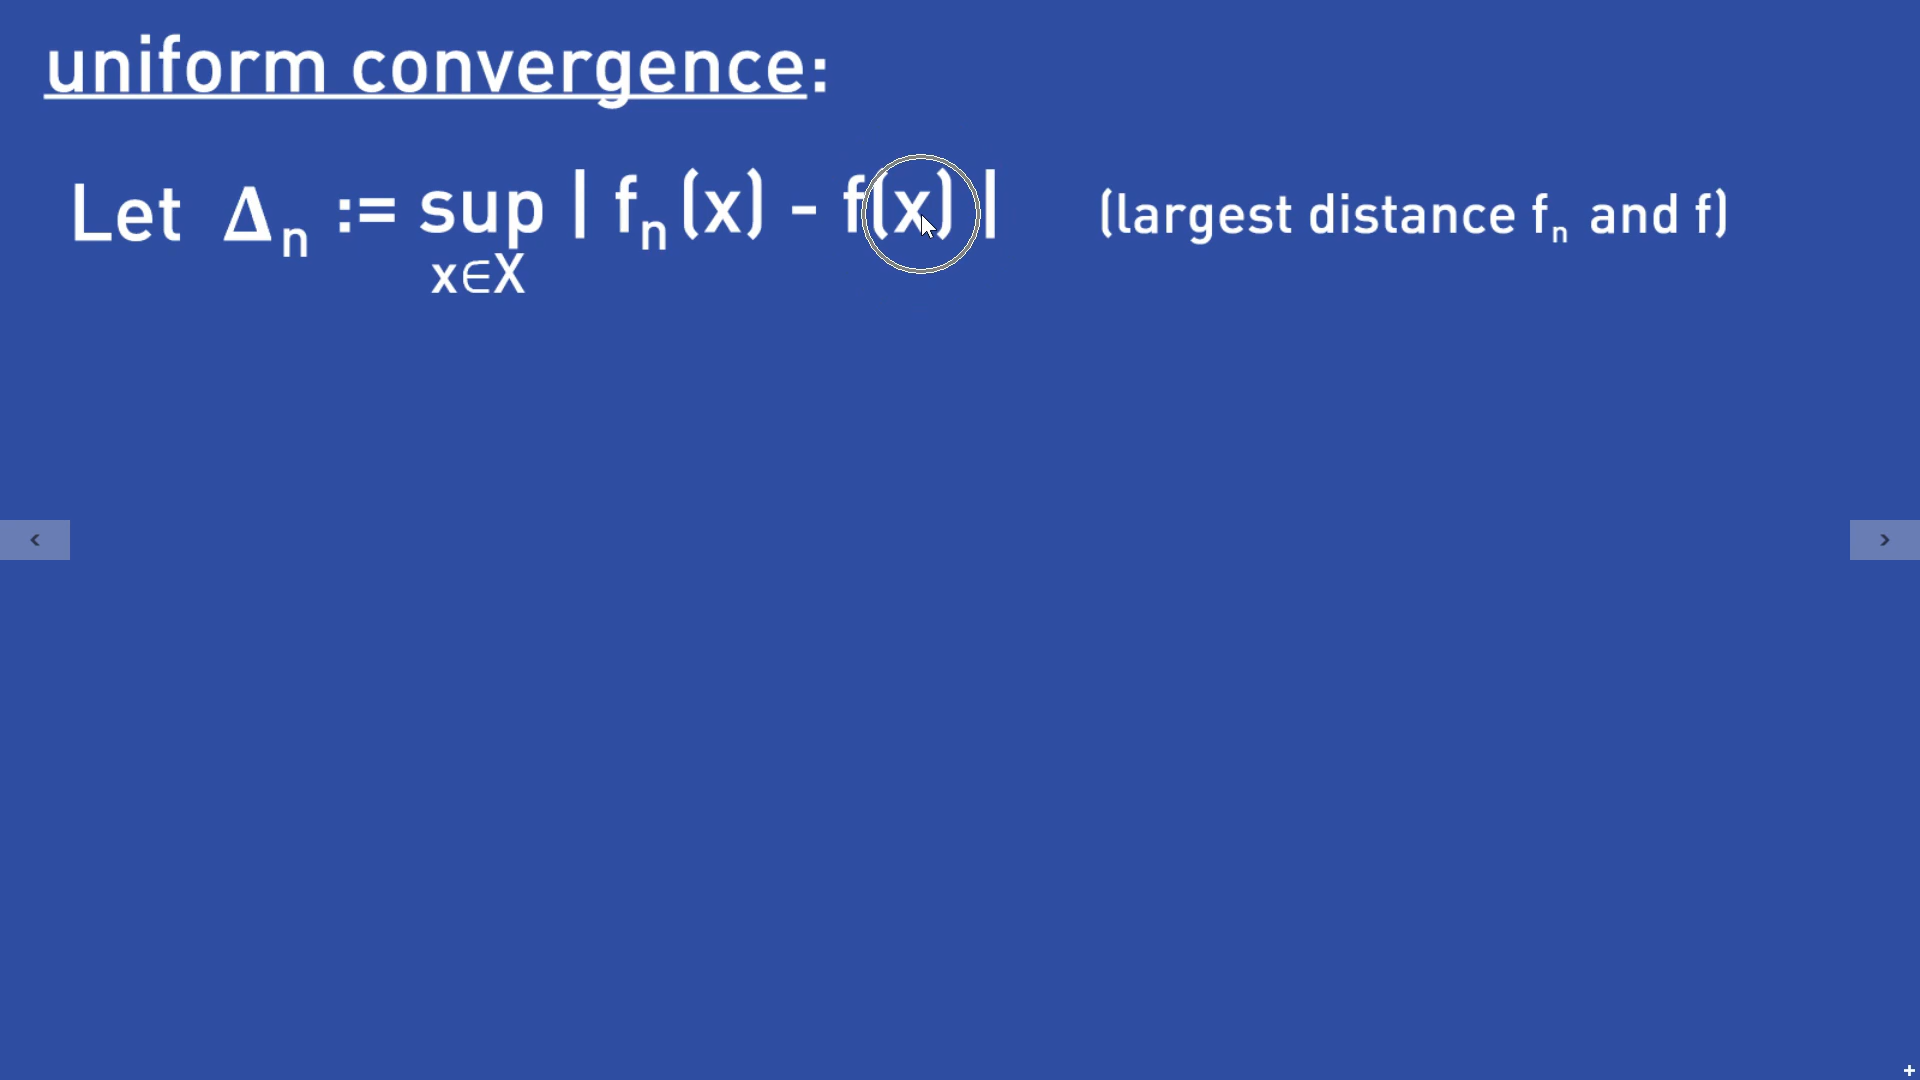 uniform convergence:
Let Δn := sup | fn(x) - f(x) | (largest distance fn and f)
x∈X
< >
+